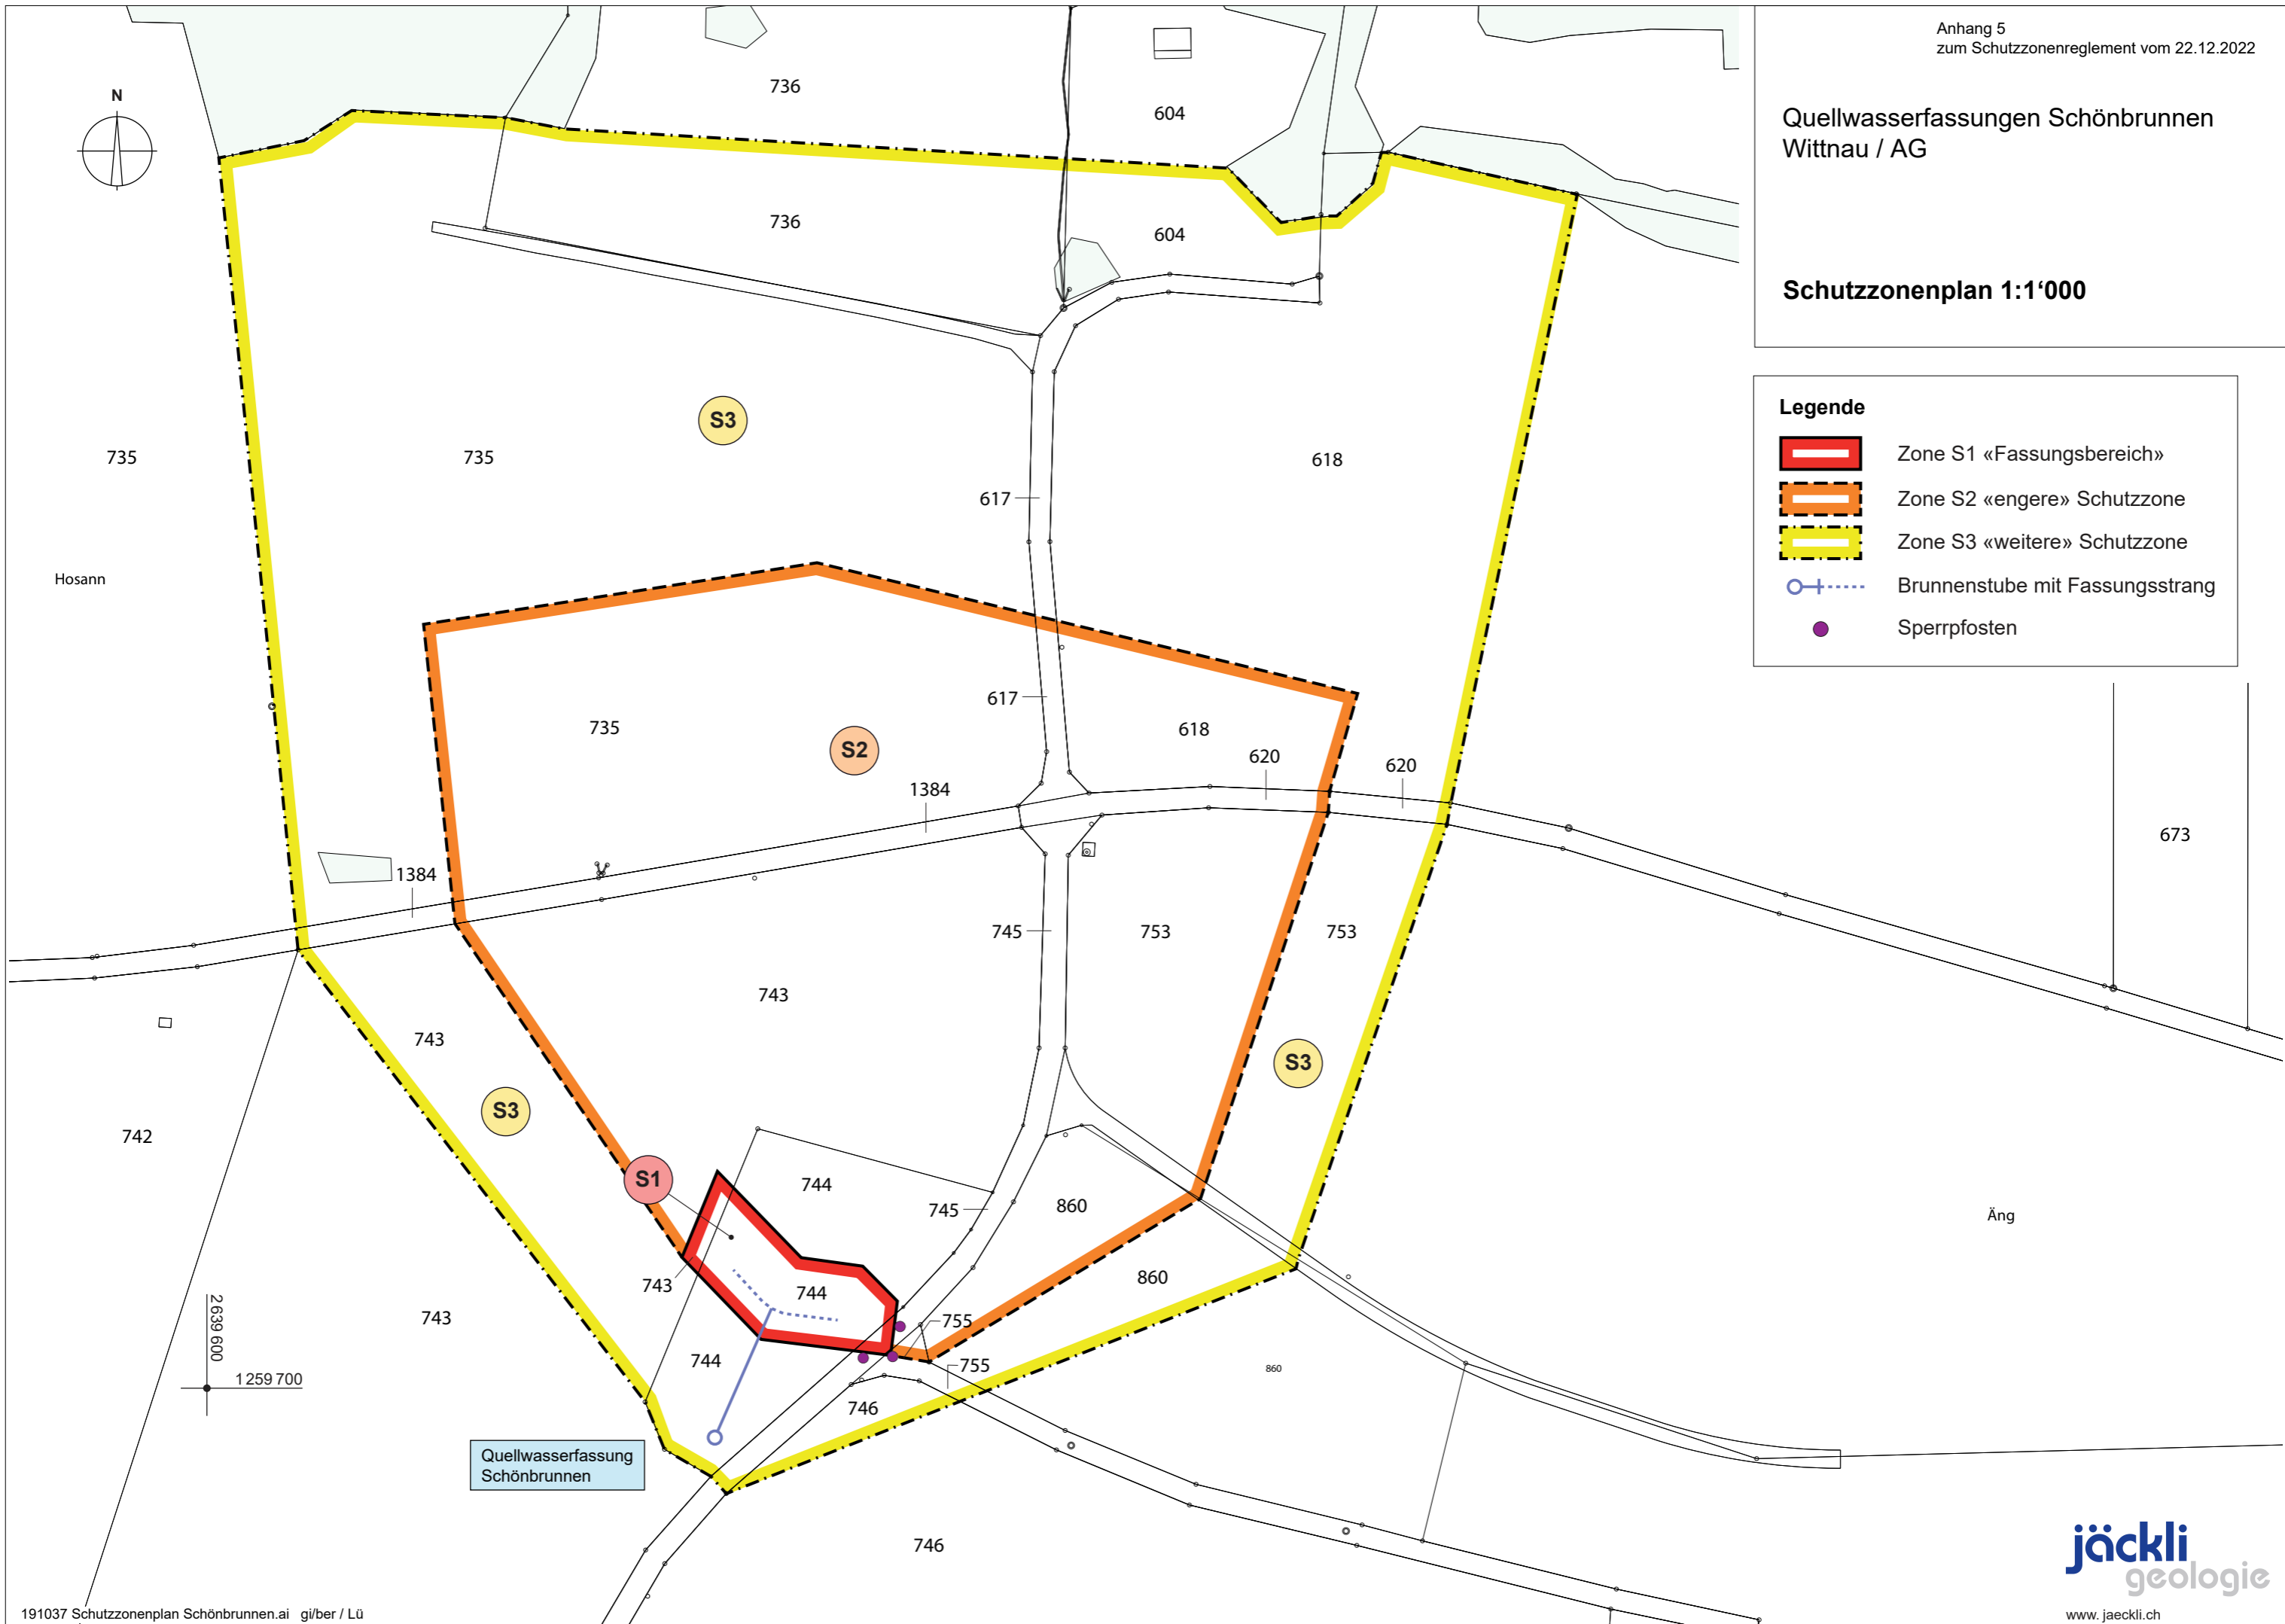 Anhang 5
zum Schutzzonenreglement vom 22.12.2022
Quellwasserfassungen Schönbrunnen
Wittnau / AG
Schutzzonenplan 1:1‘000
Legende
Zone S1 «Fassungsbereich»
Zone S2 «engere» Schutzzone
Zone S3 «weitere» Schutzzone
Brunnenstube mit Fassungsstrang
Sperrpfosten
N
736
604
736
604
S3
735
735
618
617
Hosann
617
735
S2
618
620
620
1384
673
1384
745
753
753
743
743
S3
S3
742
S1
744
745
860
Äng
743
744
860
743
755
744
755
860
746
2 639 600
1 259 700
Quellwasserfassung
Schönbrunnen
746
jäckli
geologie
www. jaeckli.ch
191037 Schutzzonenplan Schönbrunnen.ai gi/ber / Lü